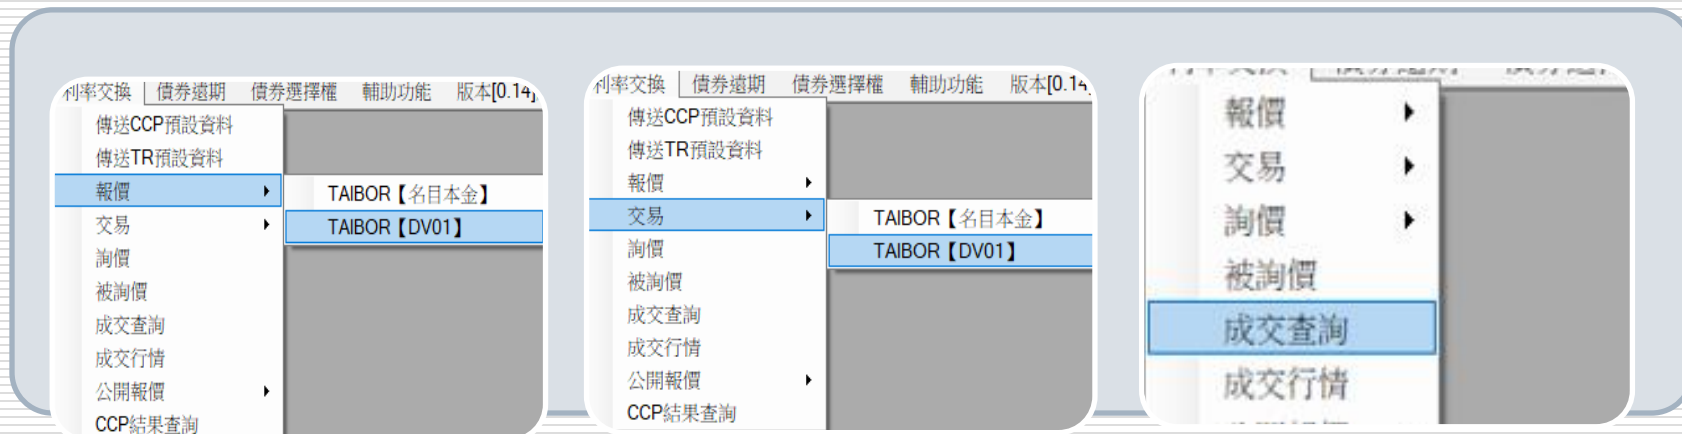 利率交換 債券遠期 債券選擇權 輔助功能 版本[0.14]
傳送CCP預設資料
傳送TR預設資料
報價
TAIBOR【名目本金】
交易
TAIBOR【DV01】
詢價
被詢價
成交查詢
成交行情
公開報價
CCP結果查詢
利率交換 債券遠期 債券選擇權 輔助功能 版本[0.14]
傳送CCP預設資料
傳送TR預設資料
報價
交易
TAIBOR【名目本金】
詢價
TAIBOR【DV01】
被詢價
成交查詢
成交行情
公開報價
CCP結果查詢
報價
交易
詢價
被詢價
成交查詢
成交行情